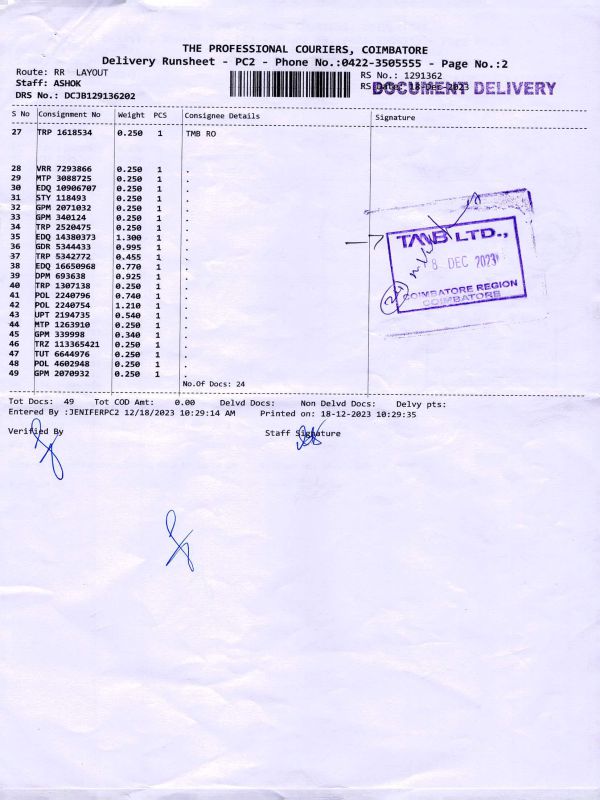 THE PROFESSIONAL COURIERS, COIMBATORE
Delivery Runsheet - PC2 - Phone No.:0422-3505555 - Page No.:2
Route: RR LAYOUT
RS No.: 1291362
Staff: ASHOK
RS Date: 18-Dec-2023
DOCUMENT DELIVERY
DRS No.: DCJB129136202
S No Consignment No Weight PCS Consignee Details Signature
27 TRP 1618534 0.250 1 TMB RO
28 VRR 7293866 0.250 1 .
29 MTP 3088725 0.250 1 .
30 EDQ 10906707 0.250 1 .
31 STY 118493 0.250 1 .
32 GPM 2071032 0.250 1 .
33 GPM 340124 0.250 1 .
34 TRP 2520475 0.250 1 .
35 EDQ 14380373 1.300 1 .
36 GDR 5344433 0.995 1 .
37 TRP 5342772 0.455 1 .
38 EDQ 16650968 0.770 1 .
39 DPM 693638 0.925 1 .
40 TRP 1307138 0.250 1 .
41 POL 2240796 0.740 1 .
42 POL 2240754 1.210 1 .
43 UPT 2194735 0.540 1 .
44 MTP 1263910 0.250 1 .
45 GPM 339998 0.340 1 .
46 TRZ 113365421 0.250 1 .
47 TUT 6644976 0.250 1 .
48 POL 4602948 0.250 1 .
49 GPM 2070932 0.250 1 .
TMB LTD.,
8 DEC 2023
24
COIMBATORE REGION
COIMBATORE
No.Of Docs: 24
Tot Docs: 49 Tot COD Amt: 0.00 Delvd Docs: Non Delvd Docs: Delvy pts:
Entered By :JENIFERPC2 12/18/2023 10:29:14 AM Printed on: 18-12-2023 10:29:35
Verified By Staff Signature